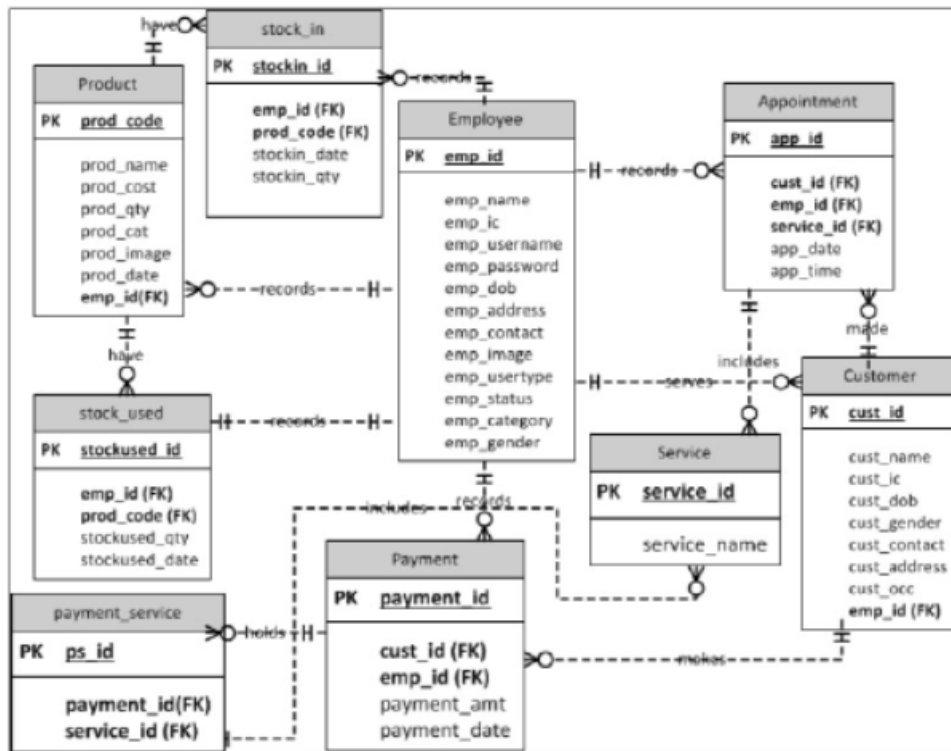 have
stock_in
PK stockin_id
emp_id (FK)
prod_code (FK)
stockin_date
stockin_qty
records
Product
PK prod_code
prod_name
prod_cost
prod_qty
prod_cat
prod_image
prod_date
emp_id(FK)
Employee
PK emp_id
emp_name
emp_ic
emp_username
emp_password
emp_dob
emp_address
emp_contact
emp_image
emp_usertype
emp_status
emp_category
emp_gender
records
Appointment
PK app_id
cust_id (FK)
emp_id (FK)
service_id (FK)
app_date
app_time
records
have
made
includes
serves
Customer
PK cust_id
cust_name
cust_ic
cust_dob
cust_gender
cust_contact
cust_address
cust_occ
emp_id (FK)
stock_used
PK stockused_id
emp_id (FK)
prod_code (FK)
stockused_qty
stockused_date
records
Service
PK service_id
service_name
records
includes
Payment
PK payment_id
cust_id (FK)
emp_id (FK)
payment_amt
payment_date
payment_service
PK ps_id
payment_id(FK)
service_id (FK)
holds
makes